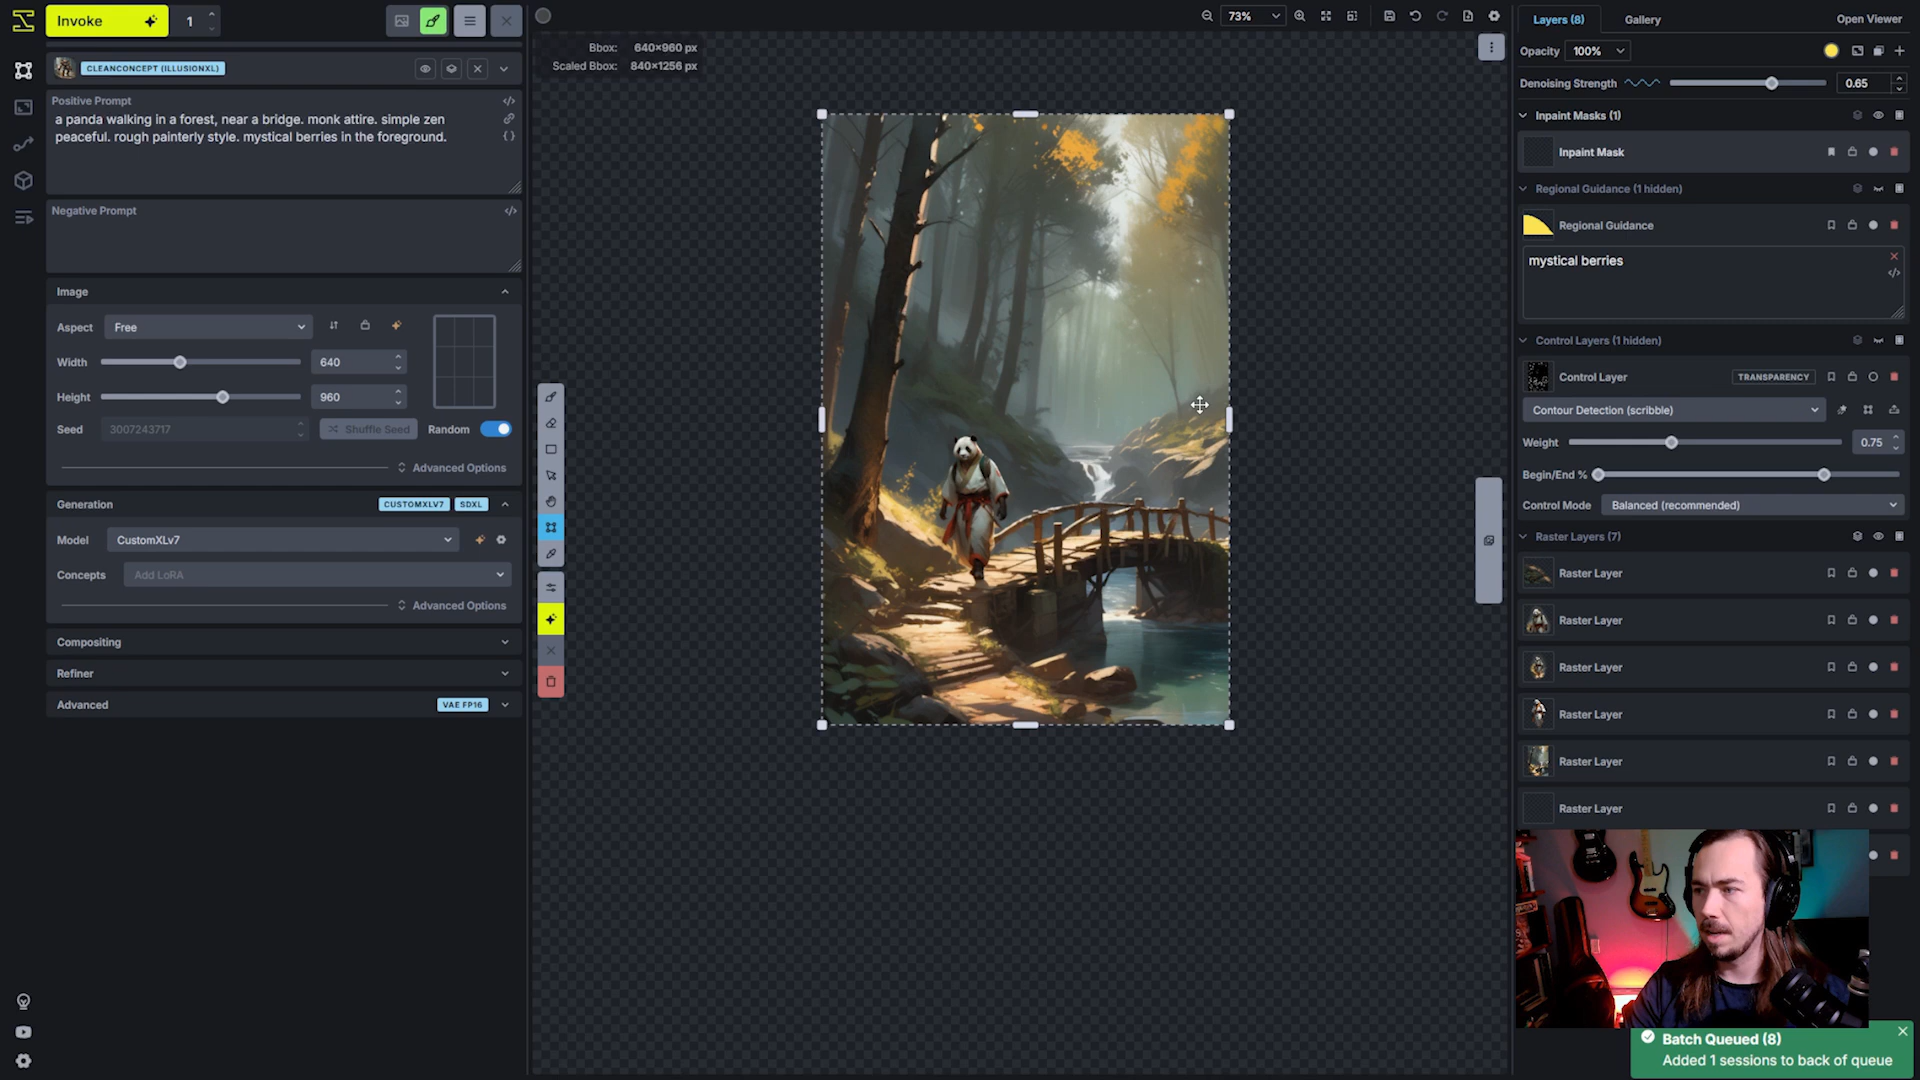 Invoke
1
73%
Layers (8)
Gallery
Open Viewer
Bbox: 640×960 px
Scaled Bbox: 840×1256 px
Opacity 100%
Denoising Strength 0.65
CLEANCONCEPT (ILLUSIONXL)
Positive Prompt
a panda walking in a forest, near a bridge. monk attire. simple zen
peaceful. rough painterly style. mystical berries in the foreground.
Negative Prompt
Image
Aspect Free
Width 640
Height 960
Seed 3007243717 Shuffle Seed Random
Advanced Options
Generation CUSTOMXLV7 SDXL
Model CustomXLv7
Concepts Add LoRA
Advanced Options
Compositing
Refiner
Advanced VAE FP16
Inpaint Masks (1)
Inpaint Mask
Regional Guidance (1 hidden)
Regional Guidance
mystical berries
Control Layers (1 hidden)
Control Layer TRANSPARENCY
Contour Detection (scribble)
Weight 0.75
Begin/End %
Control Mode Balanced (recommended)
Raster Layers (7)
Raster Layer
Raster Layer
Raster Layer
Raster Layer
Raster Layer
Raster Layer
Batch Queued (8)
Added 1 sessions to back of queue